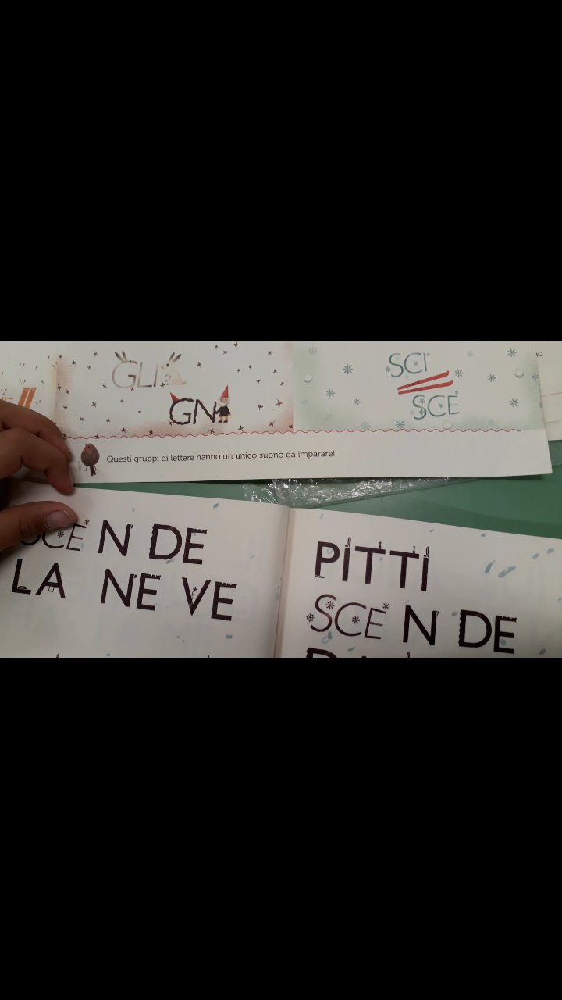 GLI
GN
SCI
SCE
Questi gruppi di lettere hanno un unico suono da imparare!
SCE N DE
LA NE VE
PITTI
SCE N DE